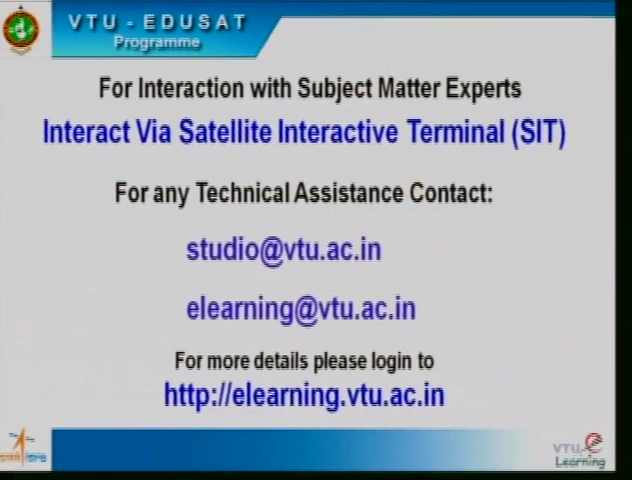 VTU - EDUSAT
Programme
For Interaction with Subject Matter Experts
Interact Via Satellite Interactive Terminal (SIT)
For any Technical Assistance Contact:
studio@vtu.ac.in
elearning@vtu.ac.in
For more details please login to
http://elearning.vtu.ac.in
VTU
Learning